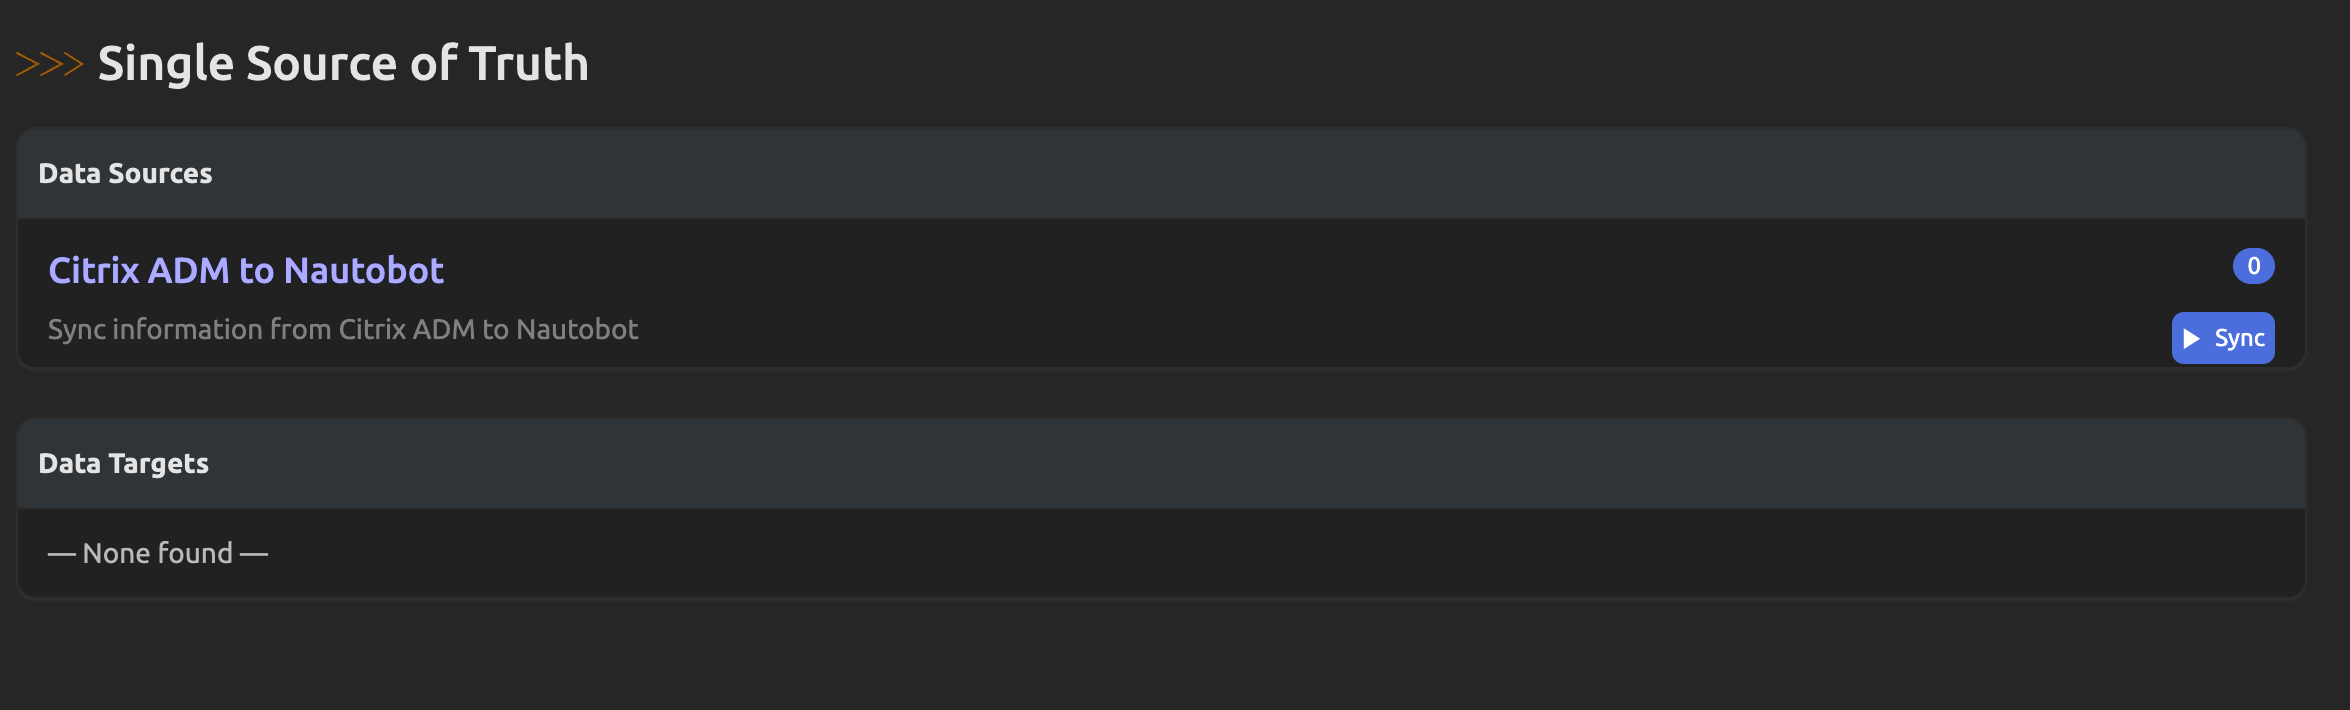 >>> Single Source of Truth
Data Sources
Citrix ADM to Nautobot
0
Sync information from Citrix ADM to Nautobot
Sync
Data Targets
— None found —